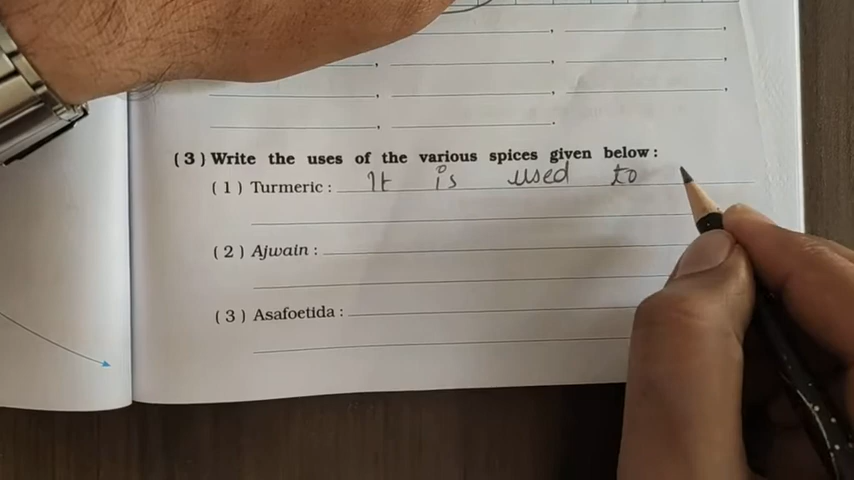 (3) Write the uses of the various spices given below :
(1) Turmeric : It is used to
(2) Ajwain :
(3) Asafoetida :